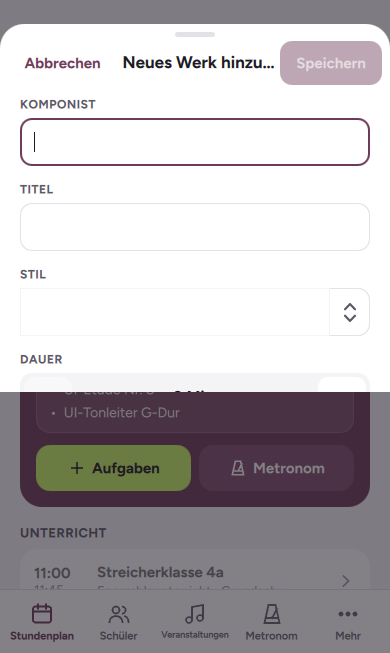 Abbrechen Neues Werk hinzu... Speichern
KOMPONIST
TITEL
STIL
DAUER
• UI-Tonleiter G-Dur
+ Aufgaben Metronom
UNTERRICHT
11:00 Streicherklasse 4a
Stundenplan Schüler Veranstaltungen Metronom Mehr